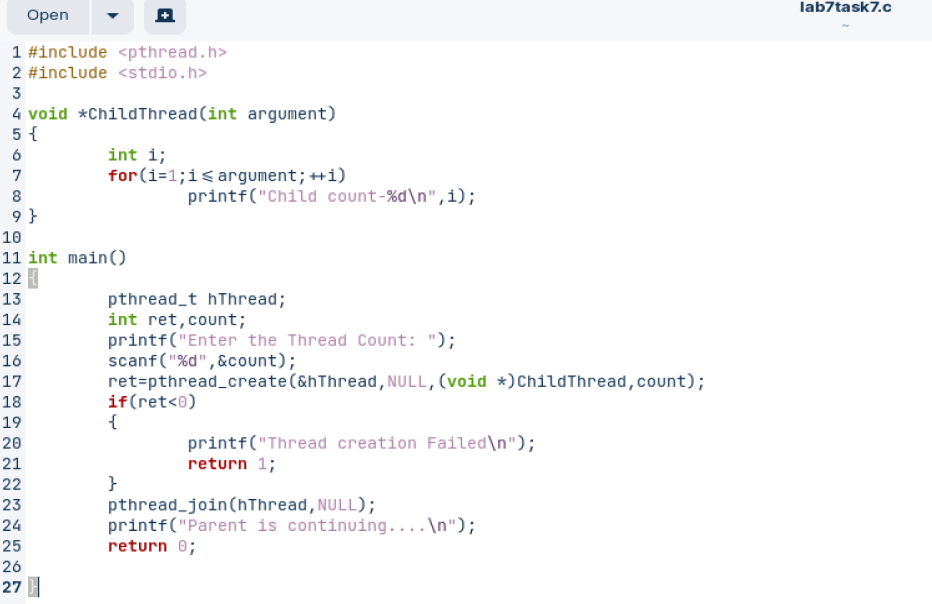 Open
lab7task7.c
~
1 #include <pthread.h>
2 #include <stdio.h>
3
4 void *ChildThread(int argument)
5 {
6         int i;
7         for(i=1;i<=argument;++i)
8                 printf("Child count-%d\n",i);
9 }
10
11 int main()
12 {
13         pthread_t hThread;
14         int ret,count;
15         printf("Enter the Thread Count: ");
16         scanf("%d",&count);
17         ret=pthread_create(&hThread,NULL,(void *)ChildThread,count);
18         if(ret<0)
19         {
20                 printf("Thread creation Failed\n");
21                 return 1;
22         }
23         pthread_join(hThread,NULL);
24         printf("Parent is continuing....\n");
25         return 0;
26
27 }